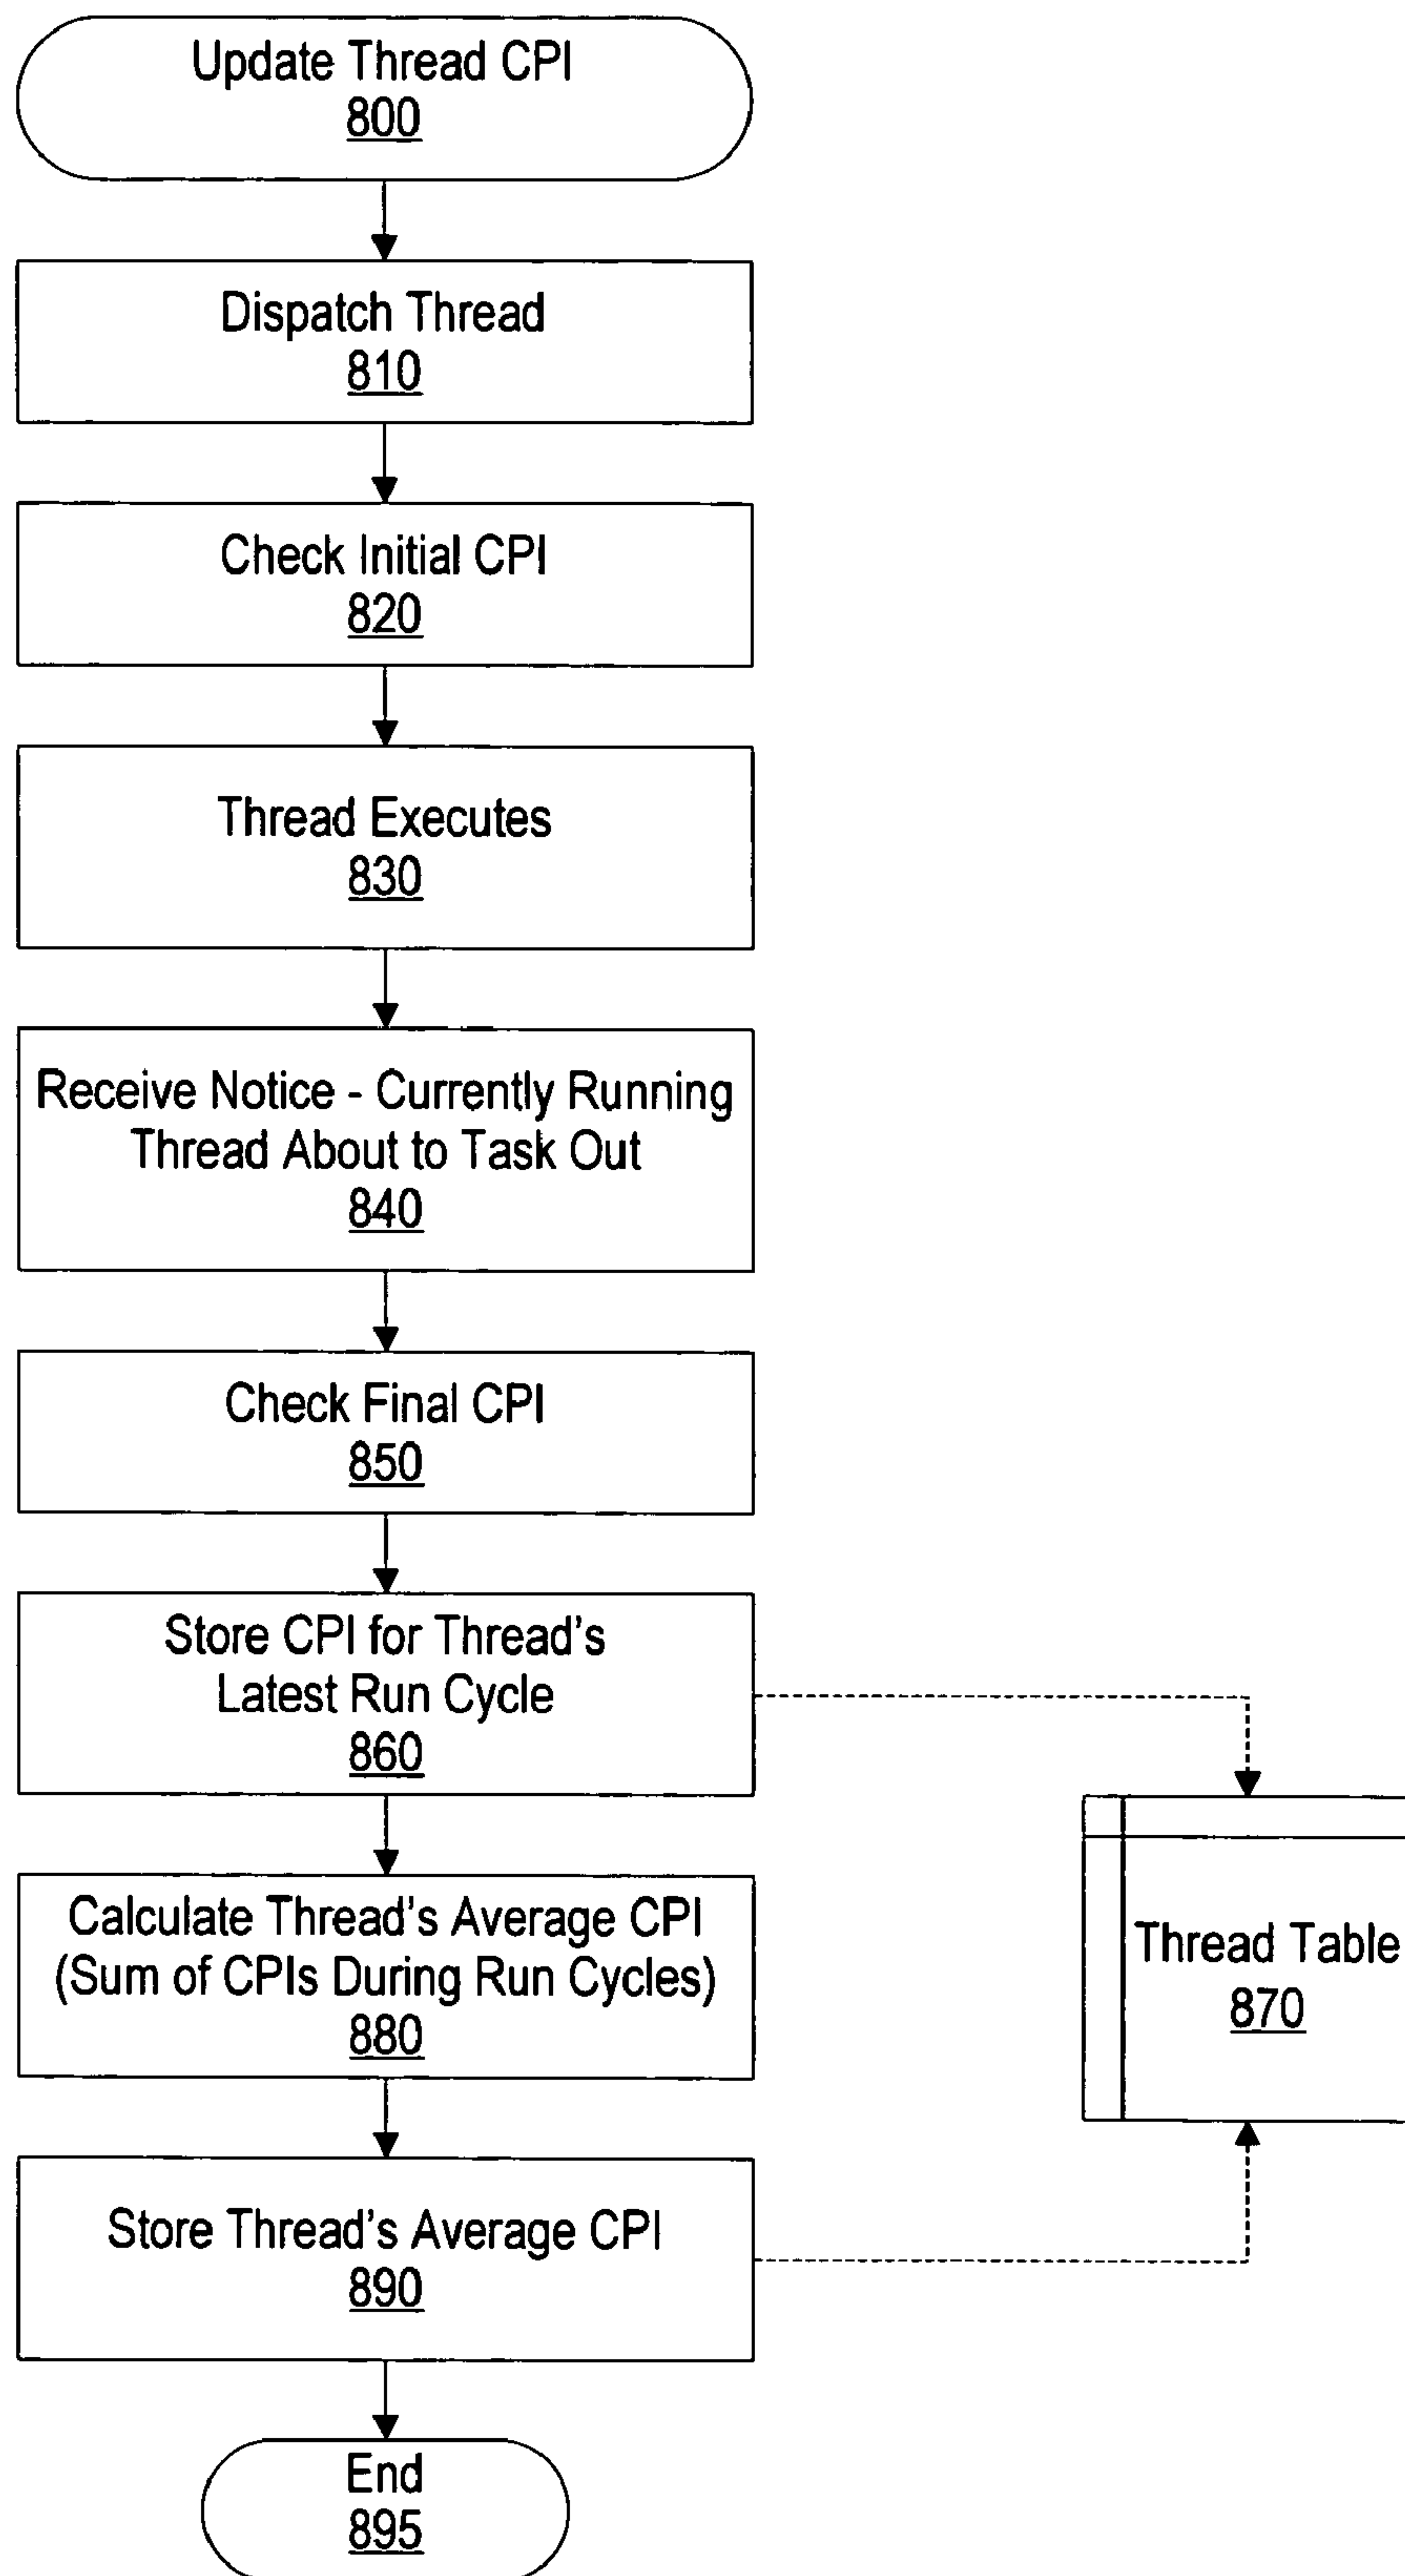 Update Thread CPI
800
Dispatch Thread
810
Check Initial CPI
820
Thread Executes
830
Receive Notice - Currently Running
Thread About to Task Out
840
Check Final CPI
850
Store CPI for Thread's
Latest Run Cycle
860
Thread Table
870
Calculate Thread's Average CPI
(Sum of CPIs During Run Cycles)
880
Store Thread's Average CPI
890
End
895